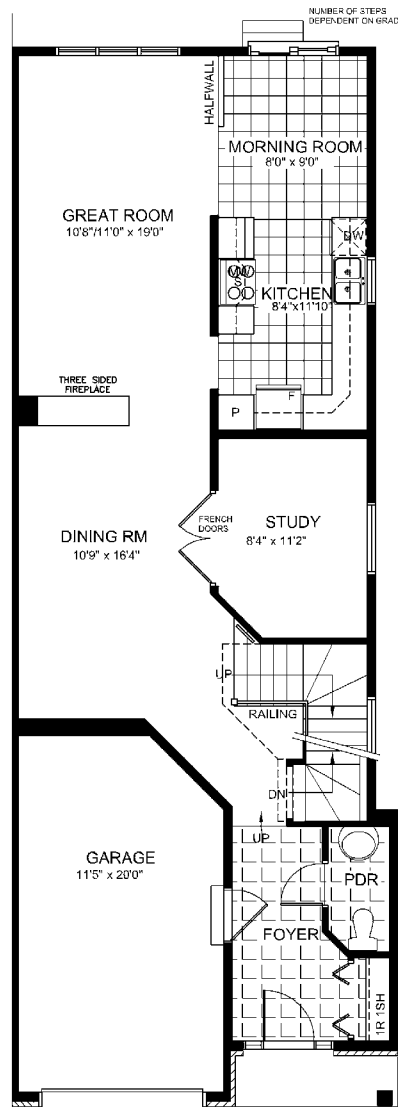 NUMBER OF STEPS
DEPENDENT ON GRAD
HALFWALL
MORNING ROOM
8'0" x 9'0"
GREAT ROOM
10'8"/11'0" x 19'0"
DW
KITCHEN
8'4"x11'10"
THREE SIDED
FIREPLACE
P
F
FRENCH
DOORS
STUDY
8'4" x 11'2"
DINING RM
10'9" x 16'4"
UP
RAILING
DN
UP
GARAGE
11'5" x 20'0"
PDR
FOYER
1R 1SH